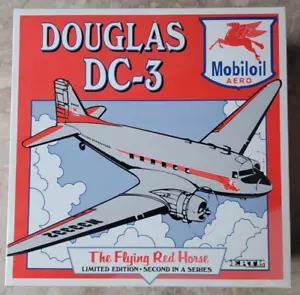 DOUGLAS
DC-3
Mobiloil
AERO
The Flying Red Horse
LIMITED EDITION • SECOND IN A SERIES
ERTL